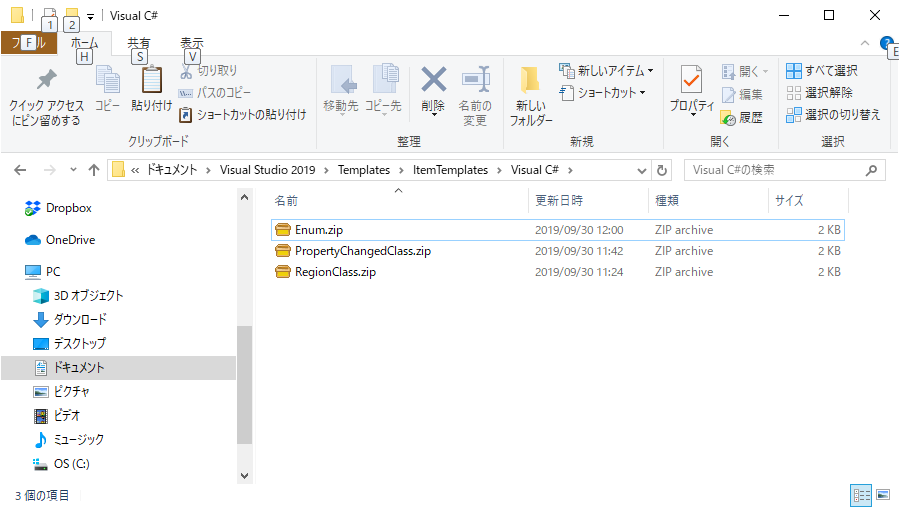 1 2 Visual C#
ファイル F ホーム 共有 表示
H S V E
クイック アクセス
にピン留めする
コピー
貼り付け
切り取り
パスのコピー
ショートカットの貼り付け
クリップボード
移動先
コピー先
削除
名前の
変更
整理
新しい
フォルダー
新しいアイテム
ショートカット
新規
プロパティ
開く
編集
履歴
開く
すべて選択
選択解除
選択の切り替え
選択
« ドキュメント > Visual Studio 2019 > Templates > ItemTemplates > Visual C# >
Visual C#の検索
Dropbox
OneDrive
PC
3D オブジェクト
ダウンロード
デスクトップ
ドキュメント
ピクチャ
ビデオ
ミュージック
OS (C:)
名前 更新日時 種類 サイズ
Enum.zip 2019/09/30 12:00 ZIP archive 2 KB
PropertyChangedClass.zip 2019/09/30 11:42 ZIP archive 2 KB
RegionClass.zip 2019/09/30 11:24 ZIP archive 2 KB
3 個の項目